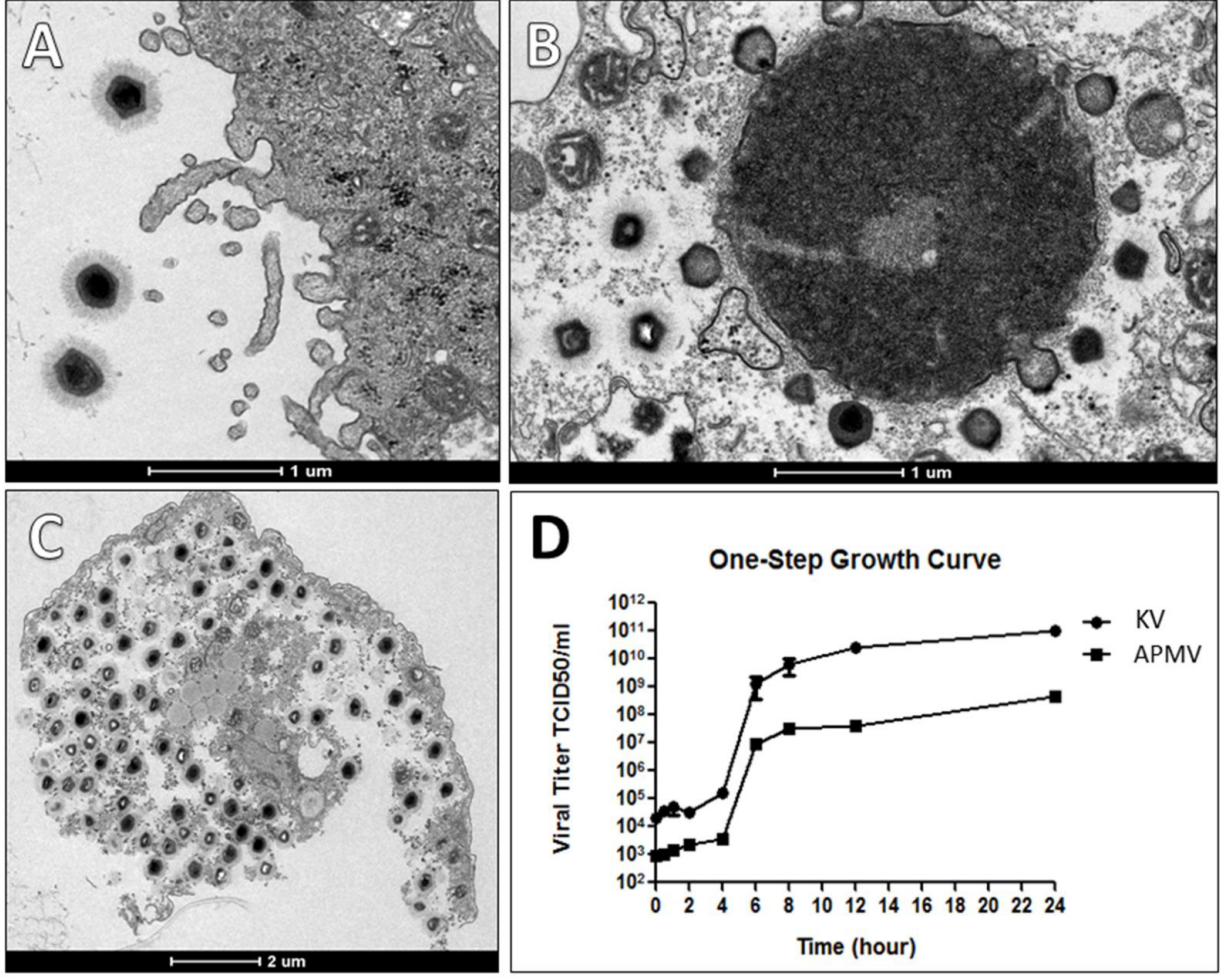 A
1 um
B
1 um
C
2 um
D
One-Step Growth Curve
Viral Titer TCID50/ml
10¹²
10¹¹
10¹⁰
10⁹
10⁸
10⁷
10⁶
10⁵
10⁴
10³
10²
0 2 4 6 8 10 12 14 16 18 20 22 24
Time (hour)
KV
APMV